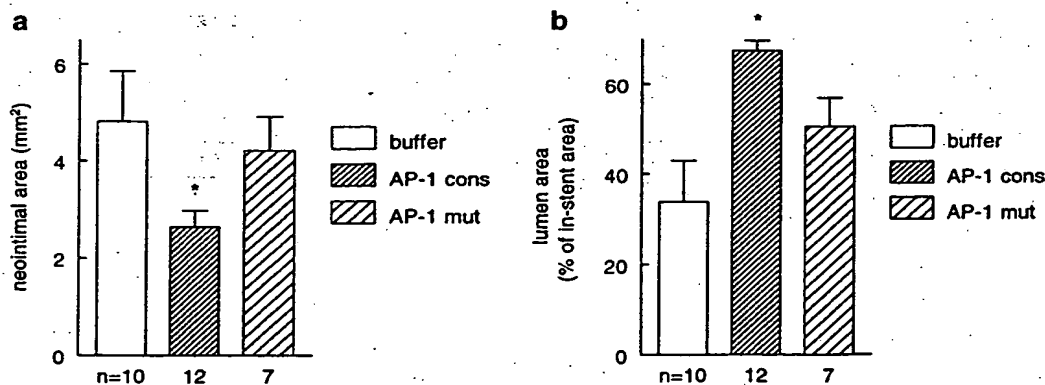 a
neointimal area (mm²)
6
4
2
0
n=10 12 7
*
buffer
AP-1 cons
AP-1 mut
b
lumen area
(% of in-stent area)
60
40
20
0
n=10 12 7
*
buffer
AP-1 cons
AP-1 mut